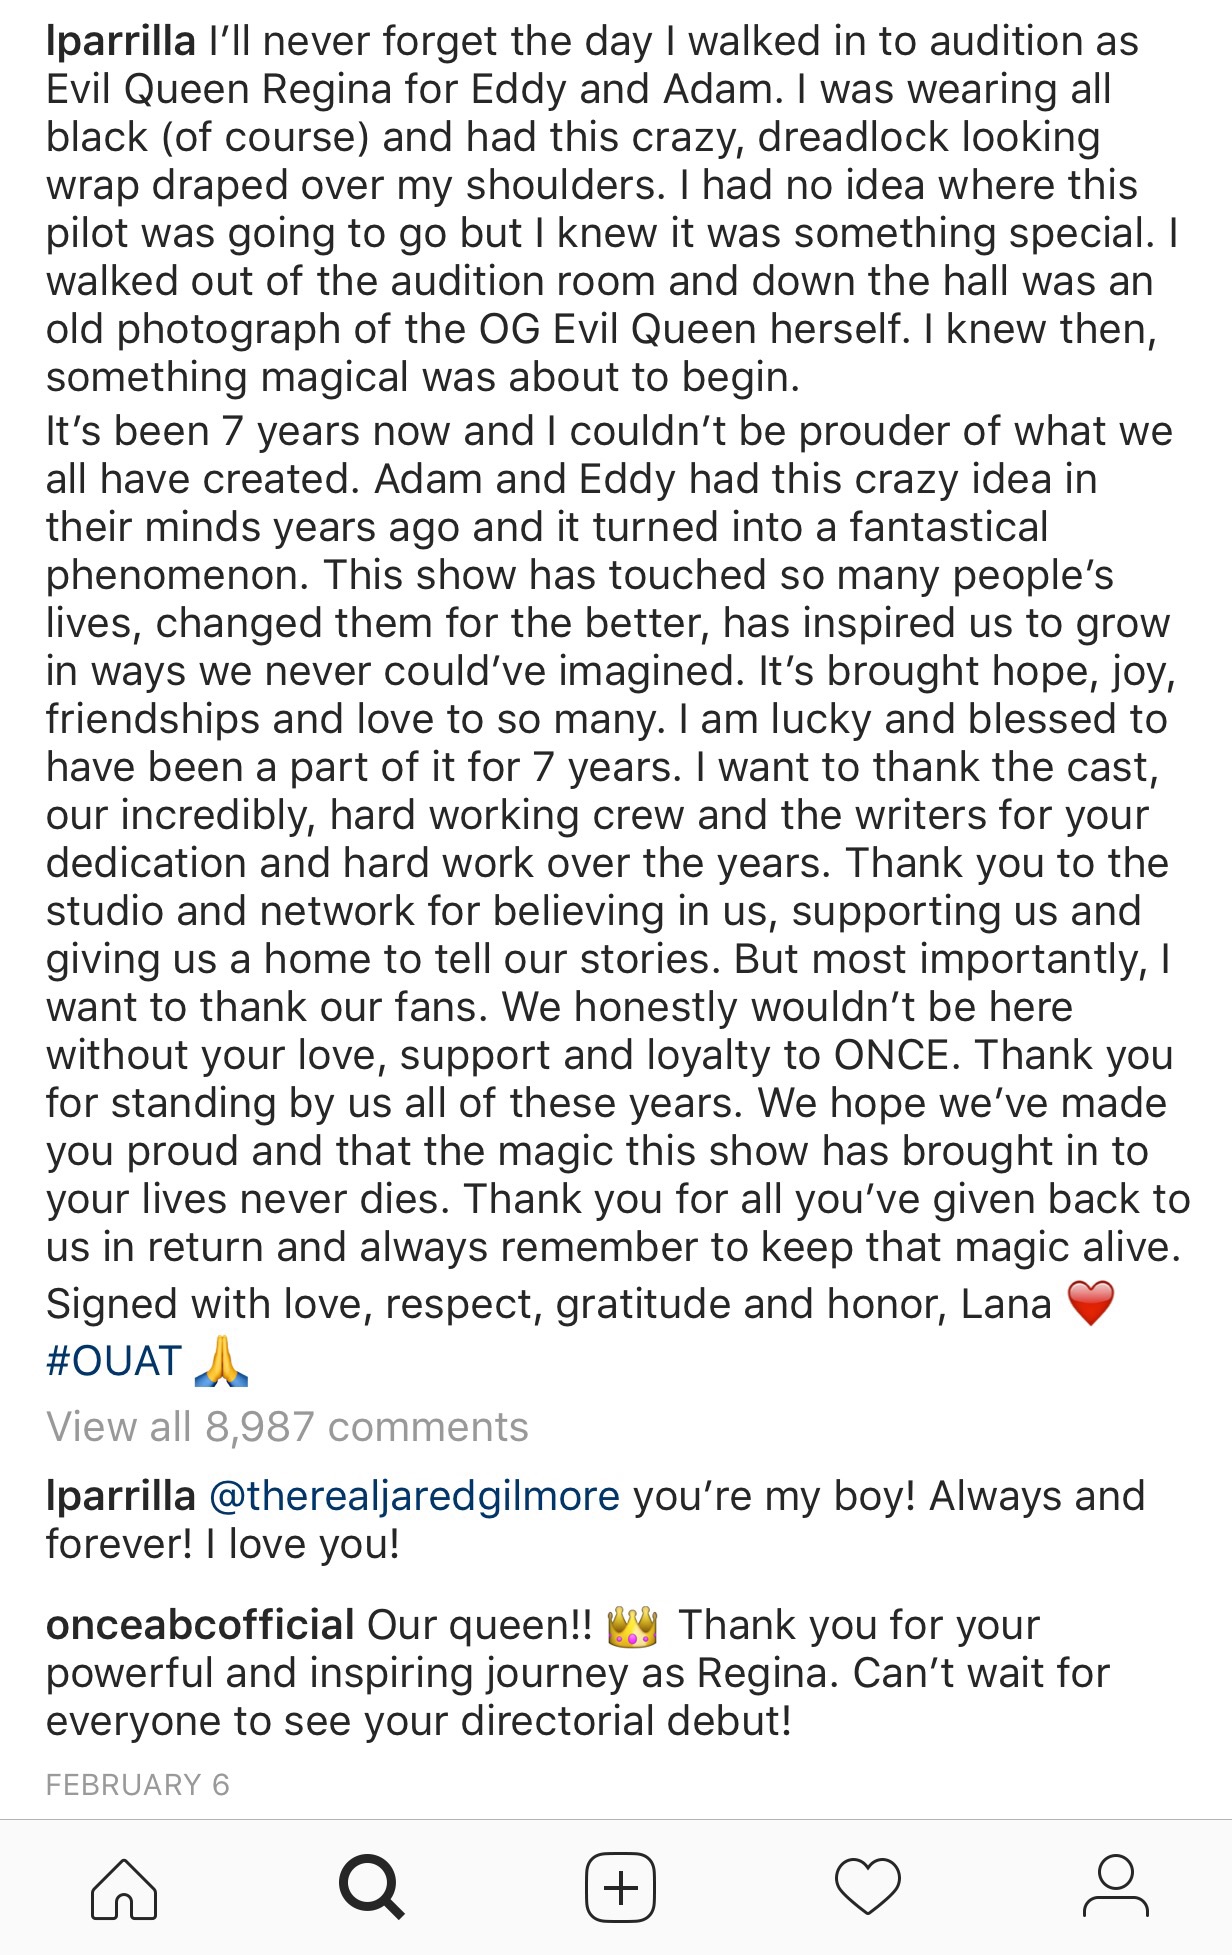 lparrilla I’ll never forget the day I walked in to audition as
Evil Queen Regina for Eddy and Adam. I was wearing all
black (of course) and had this crazy, dreadlock looking
wrap draped over my shoulders. I had no idea where this
pilot was going to go but I knew it was something special. I
walked out of the audition room and down the hall was an
old photograph of the OG Evil Queen herself. I knew then,
something magical was about to begin.
It’s been 7 years now and I couldn’t be prouder of what we
all have created. Adam and Eddy had this crazy idea in
their minds years ago and it turned into a fantastical
phenomenon. This show has touched so many people’s
lives, changed them for the better, has inspired us to grow
in ways we never could’ve imagined. It’s brought hope, joy,
friendships and love to so many. I am lucky and blessed to
have been a part of it for 7 years. I want to thank the cast,
our incredibly, hard working crew and the writers for your
dedication and hard work over the years. Thank you to the
studio and network for believing in us, supporting us and
giving us a home to tell our stories. But most importantly, I
want to thank our fans. We honestly wouldn’t be here
without your love, support and loyalty to ONCE. Thank you
for standing by us all of these years. We hope we’ve made
you proud and that the magic this show has brought in to
your lives never dies. Thank you for all you’ve given back to
us in return and always remember to keep that magic alive.
Signed with love, respect, gratitude and honor, Lana ❤️
#OUAT 🙏
View all 8,987 comments
lparrilla @therealjaredgilmore you’re my boy! Always and
forever! I love you!
onceabcofficial Our queen!! 👑 Thank you for your
powerful and inspiring journey as Regina. Can’t wait for
everyone to see your directorial debut!
FEBRUARY 6